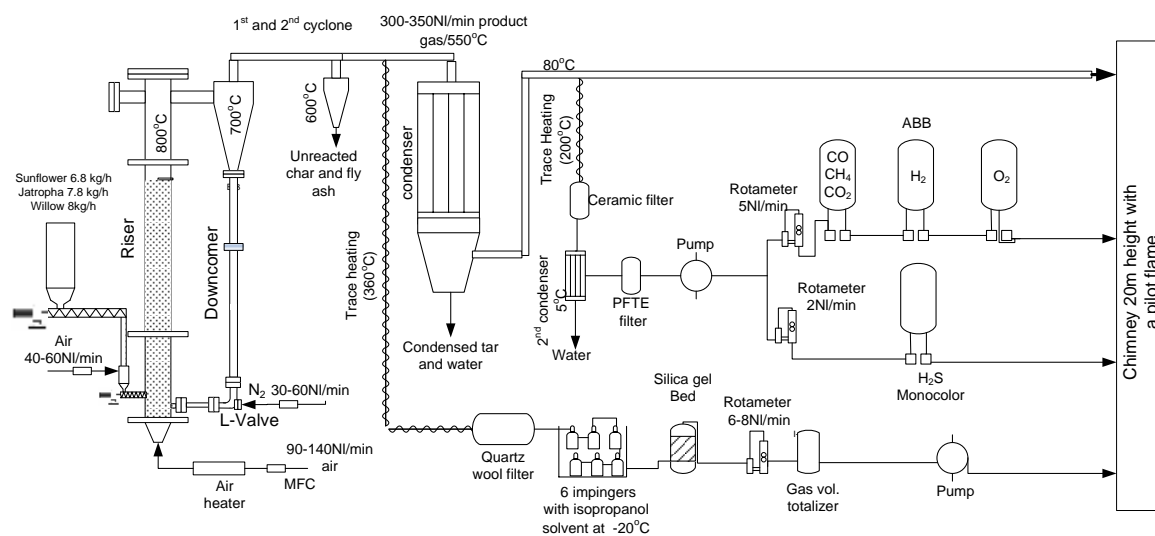 1st and 2nd cyclone
300-350Nl/min product
gas/550°C
800°C
700°C
600°C
Unreacted
char and fly
ash
Sunflower 6.8 kg/h
Jatropha 7.8 kg/h
Willow 8kg/h
Riser
Downcomer
Air
40-60Nl/min
N2 30-60Nl/min
L-Valve
90-140Nl/min
air
Air
heater
MFC
Trace heating
(360°C)
condenser
Condensed tar
and water
80°C
Trace Heating
(200°C)
Ceramic filter
2nd condenser
5°C
Water
PFTE
filter
Pump
Rotameter
5Nl/min
ABB
CO
CH4
CO2
H2
O2
Rotameter
2Nl/min
H2S
Monocolor
Quartz
wool filter
6 impingers
with isopropanol
solvent at -20°C
Silica gel
Bed
Rotameter
6-8Nl/min
Gas vol.
totalizer
Pump
Chimney 20m height with
a pilot flame